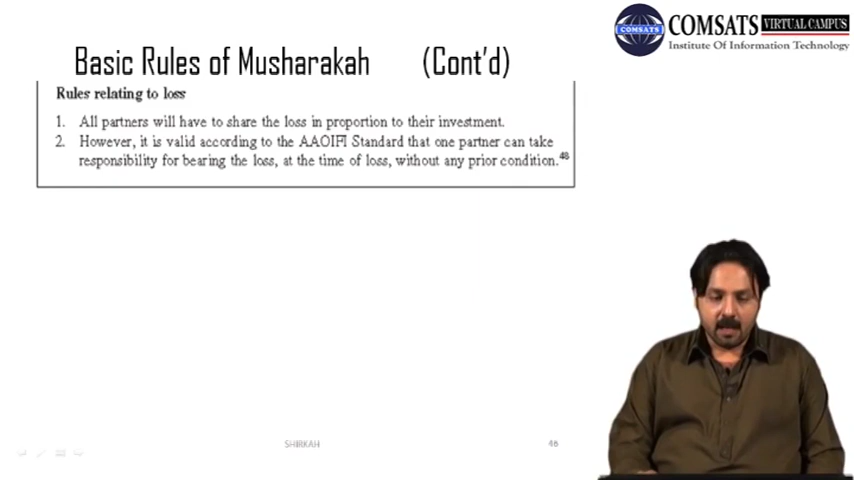 COMSATS
COMSATS VIRTUAL CAMPUS
Institute Of Information Technology
Basic Rules of Musharakah (Cont'd)
Rules relating to loss
1. All partners will have to share the loss in proportion to their investment.
2. However, it is valid according to the AAOIFI Standard that one partner can take
responsibility for bearing the loss, at the time of loss, without any prior condition.48
SHIRKAH 46